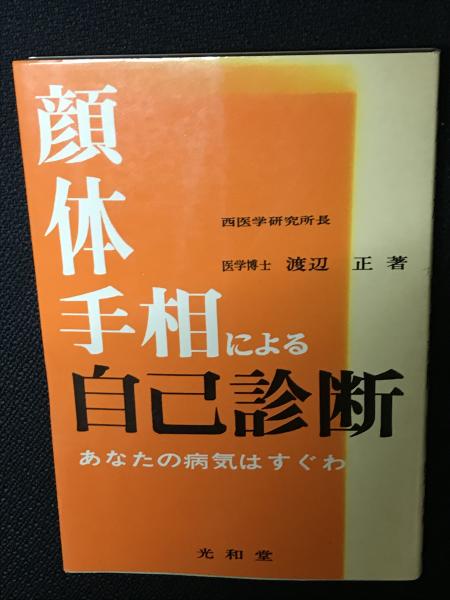 顔
体
手相による
自己診断
あなたの病気はすぐわ
西医学研究所長
医学博士 渡辺 正 著
光和堂